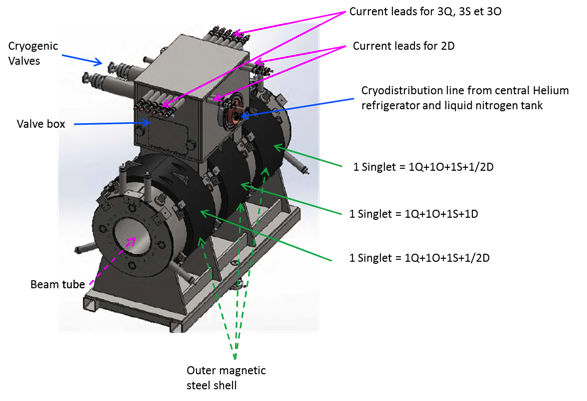 Current leads for 3Q, 3S et 3O
Cryogenic
Valves
Current leads for 2D
Cryodistribution line from central Helium
refrigerator and liquid nitrogen tank
Valve box
1 Singlet = 1Q+1O+1S+1/2D
1 Singlet = 1Q+1O+1S+1D
1 Singlet = 1Q+1O+1S+1/2D
Beam tube
Outer magnetic
steel shell